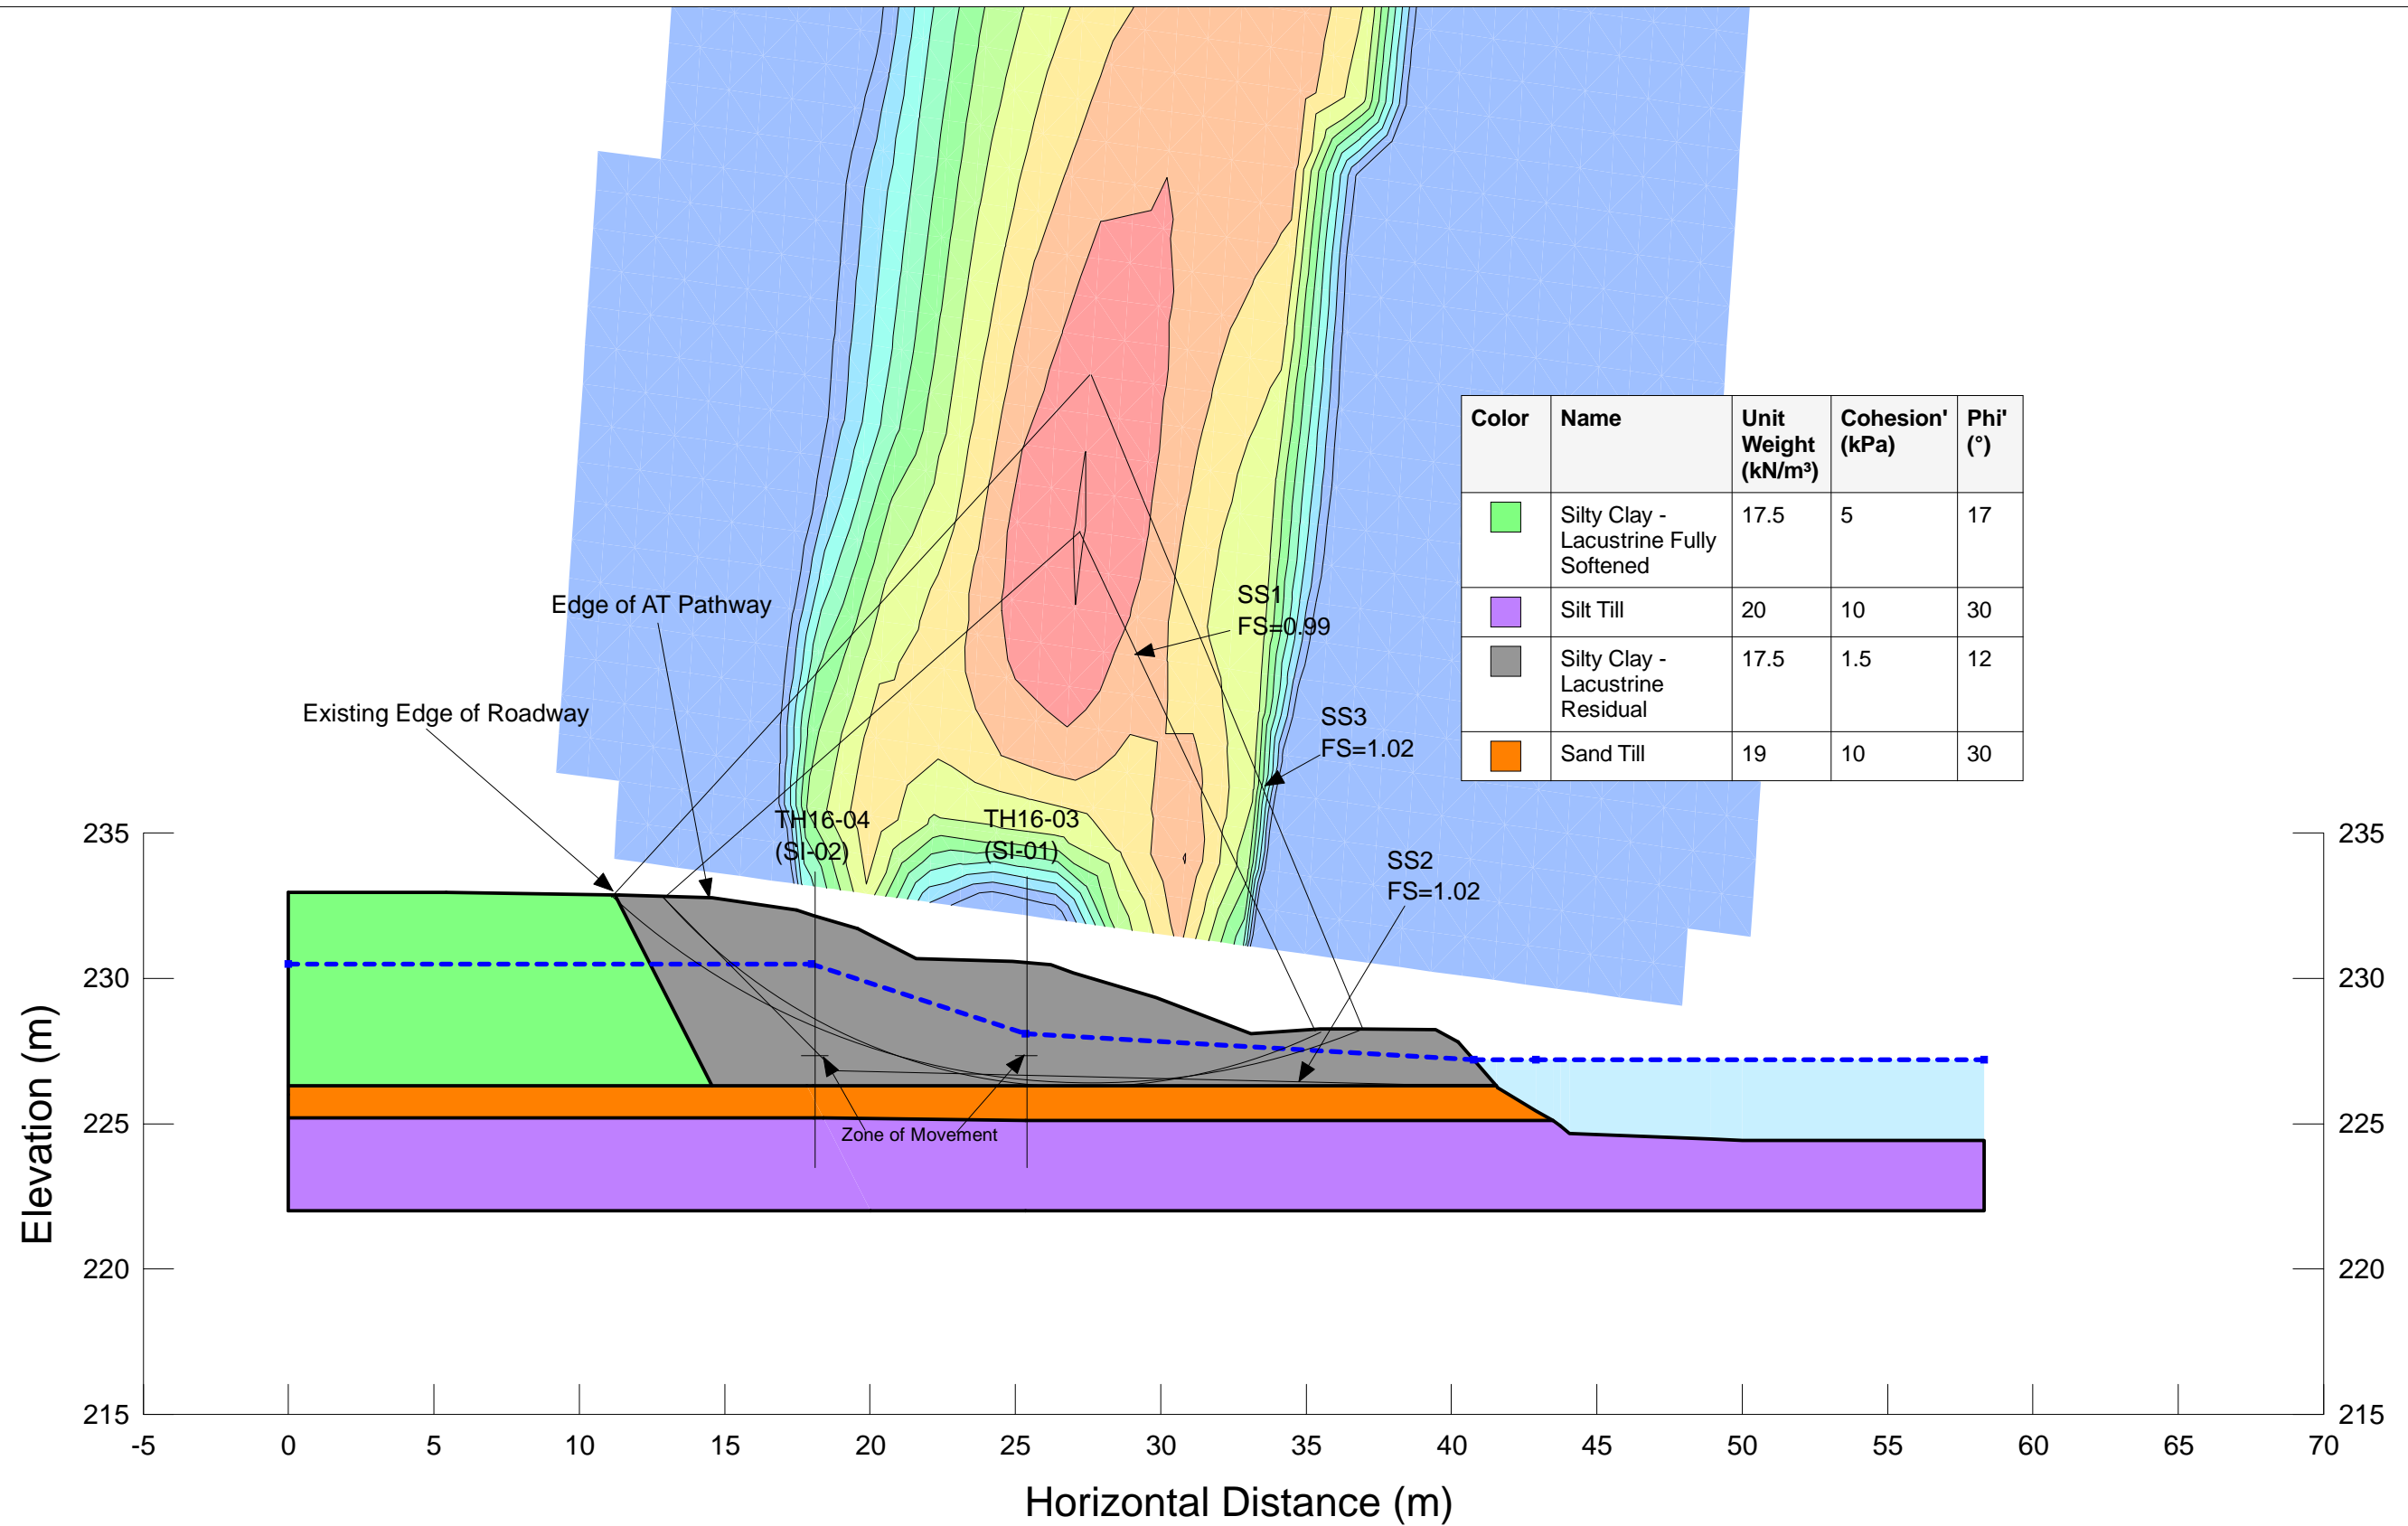 Edge of AT Pathway
Existing Edge of Roadway
SS1
FS=0.99
SS3
FS=1.02
SS2
FS=1.02
TH16-04
(SI-02)
TH16-03
(SI-01)
Zone of Movement
Color Name Unit Weight (kN/m³) Cohesion' (kPa) Phi' (°)
Silty Clay - Lacustrine Fully Softened 17.5 5 17
Silt Till 20 10 30
Silty Clay - Lacustrine Residual 17.5 1.5 12
Sand Till 19 10 30
Elevation (m)
235
230
225
220
215
235
230
225
220
215
-5 0 5 10 15 20 25 30 35 40 45 50 55 60 65 70
Horizontal Distance (m)